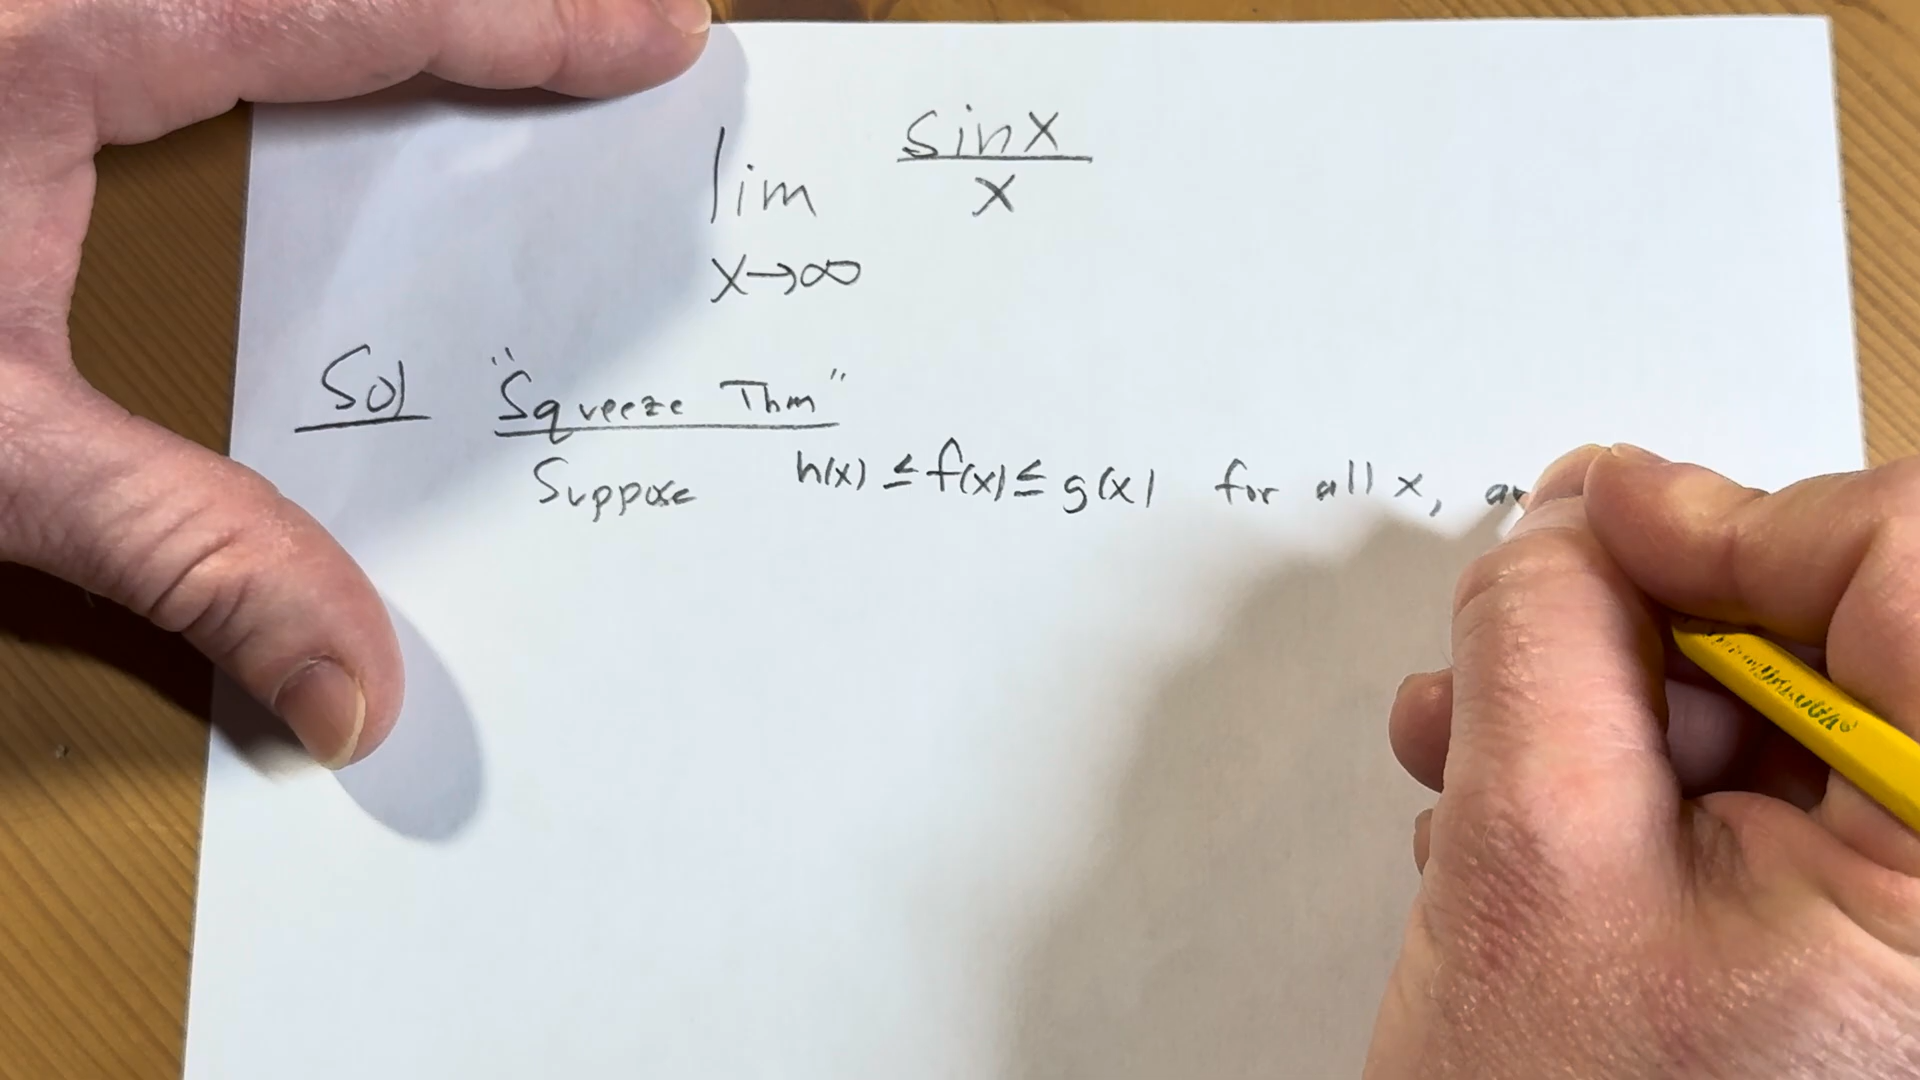 lim sinx/x
x→∞
Sol "Squeeze Thm"
Suppose h(x) ≤ f(x) ≤ g(x) for all x,